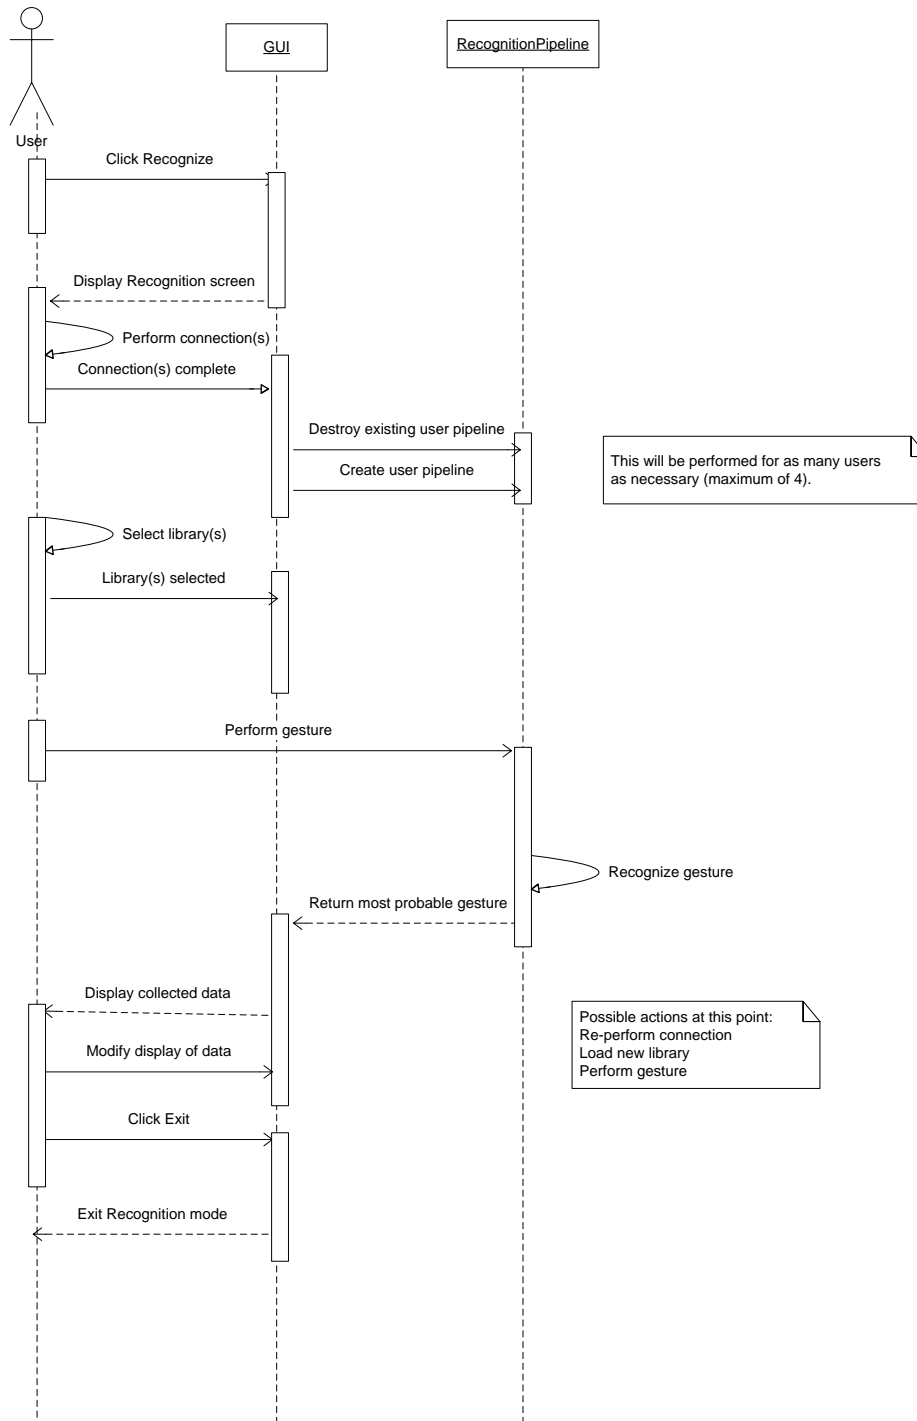 GUI
RecognitionPipeline
User
Click Recognize
Display Recognition screen
Perform connection(s)
Connection(s) complete
Destroy existing user pipeline
Create user pipeline
This will be performed for as many users
as necessary (maximum of 4).
Select library(s)
Library(s) selected
Perform gesture
Recognize gesture
Return most probable gesture
Display collected data
Possible actions at this point:
Re-perform connection
Load new library
Perform gesture
Modify display of data
Click Exit
Exit Recognition mode